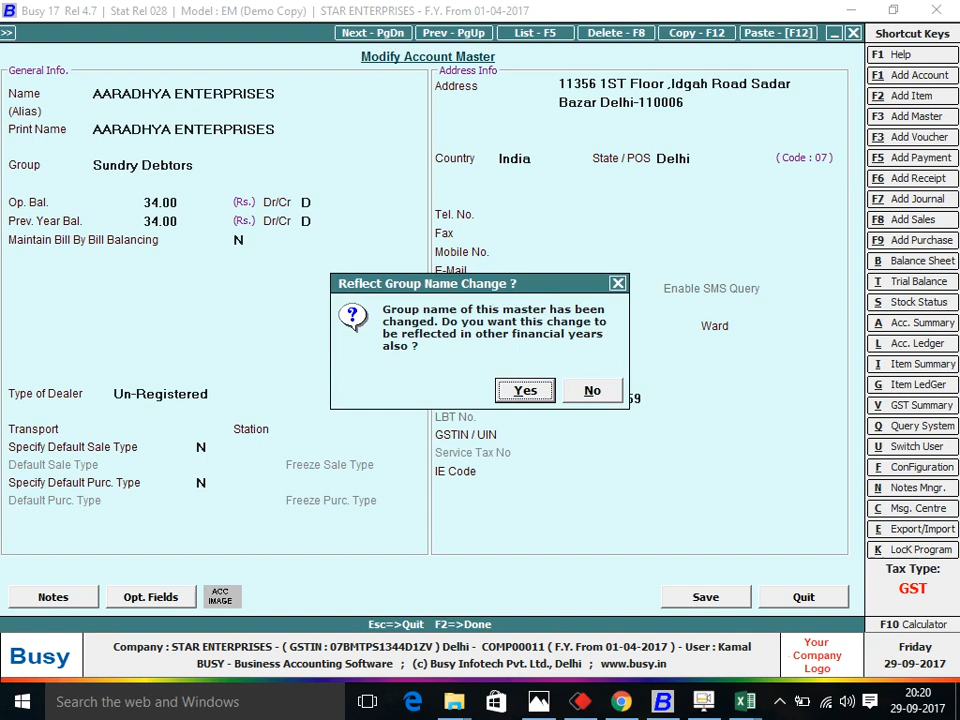 Busy 17 Rel 4.7 | Stat Rel 028 | Model : EM (Demo Copy) | STAR ENTERPRISES - F.Y. From 01-04-2017
>> Next - PgDn Prev - PgUp List - F5 Delete - F8 Copy - F12 Paste - [F12]
Modify Account Master
General Info.
Name AARADHYA ENTERPRISES
(Alias)
Print Name AARADHYA ENTERPRISES
Group Sundry Debtors
Op. Bal. 34.00 (Rs.) Dr/Cr D
Prev. Year Bal. 34.00 (Rs.) Dr/Cr D
Maintain Bill By Bill Balancing N
Type of Dealer Un-Registered
Transport Station
Specify Default Sale Type N
Default Sale Type Freeze Sale Type
Specify Default Purc. Type N
Default Purc. Type Freeze Purc. Type
Address Info
Address 11356 1ST Floor ,Idgah Road Sadar
Bazar Delhi-110006
Country India State / POS Delhi ( Code : 07 )
Tel. No.
Fax
Mobile No.
E-Mail
Enable SMS Query
Ward
59
LBT No.
GSTIN / UIN
Service Tax No
IE Code
Reflect Group Name Change ?
Group name of this master has been
changed. Do you want this change to
be reflected in other financial years
also ?
Yes No
Notes Opt. Fields ACC IMAGE Save Quit
Esc=>Quit F2=>Done
Shortcut Keys
F1 Help
F1 Add Account
F2 Add Item
F3 Add Master
F3 Add Voucher
F5 Add Payment
F6 Add Receipt
F7 Add Journal
F8 Add Sales
F9 Add Purchase
B Balance Sheet
T Trial Balance
S Stock Status
A Acc. Summary
L Acc. Ledger
I Item Summary
G Item LedGer
V GST Summary
Q Query System
U Switch User
F Configuration
N Notes Mngr.
C Msg. Centre
E Export/Import
K LocK Program
Tax Type:
GST
F10 Calculator
Busy
Company : STAR ENTERPRISES - ( GSTIN : 07BMTPS1344D1ZV ) Delhi - COMP00011 ( F.Y. From 01-04-2017 ) - User : Kamal
BUSY - Business Accounting Software ; (c) Busy Infotech Pvt. Ltd., Delhi ; www.busy.in
Your
Company
Logo
Friday
29-09-2017
Search the web and Windows
20:20
29-09-2017